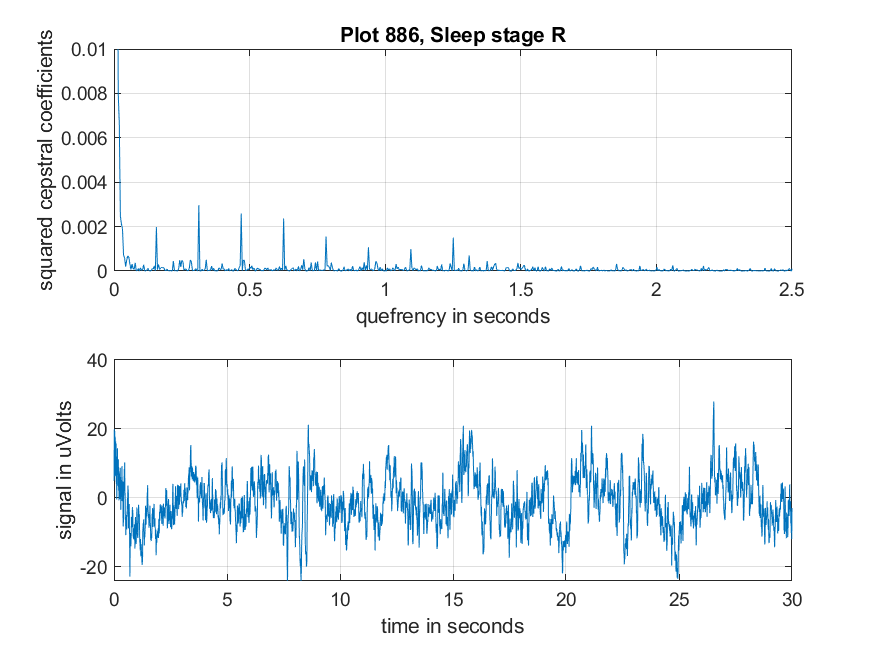 Plot 886, Sleep stage R
squared cepstral coefficients
0.01
0.008
0.006
0.004
0.002
0
0 0.5 1 1.5 2 2.5
quefrency in seconds
signal in uVolts
40
20
0
-20
0 5 10 15 20 25 30
time in seconds